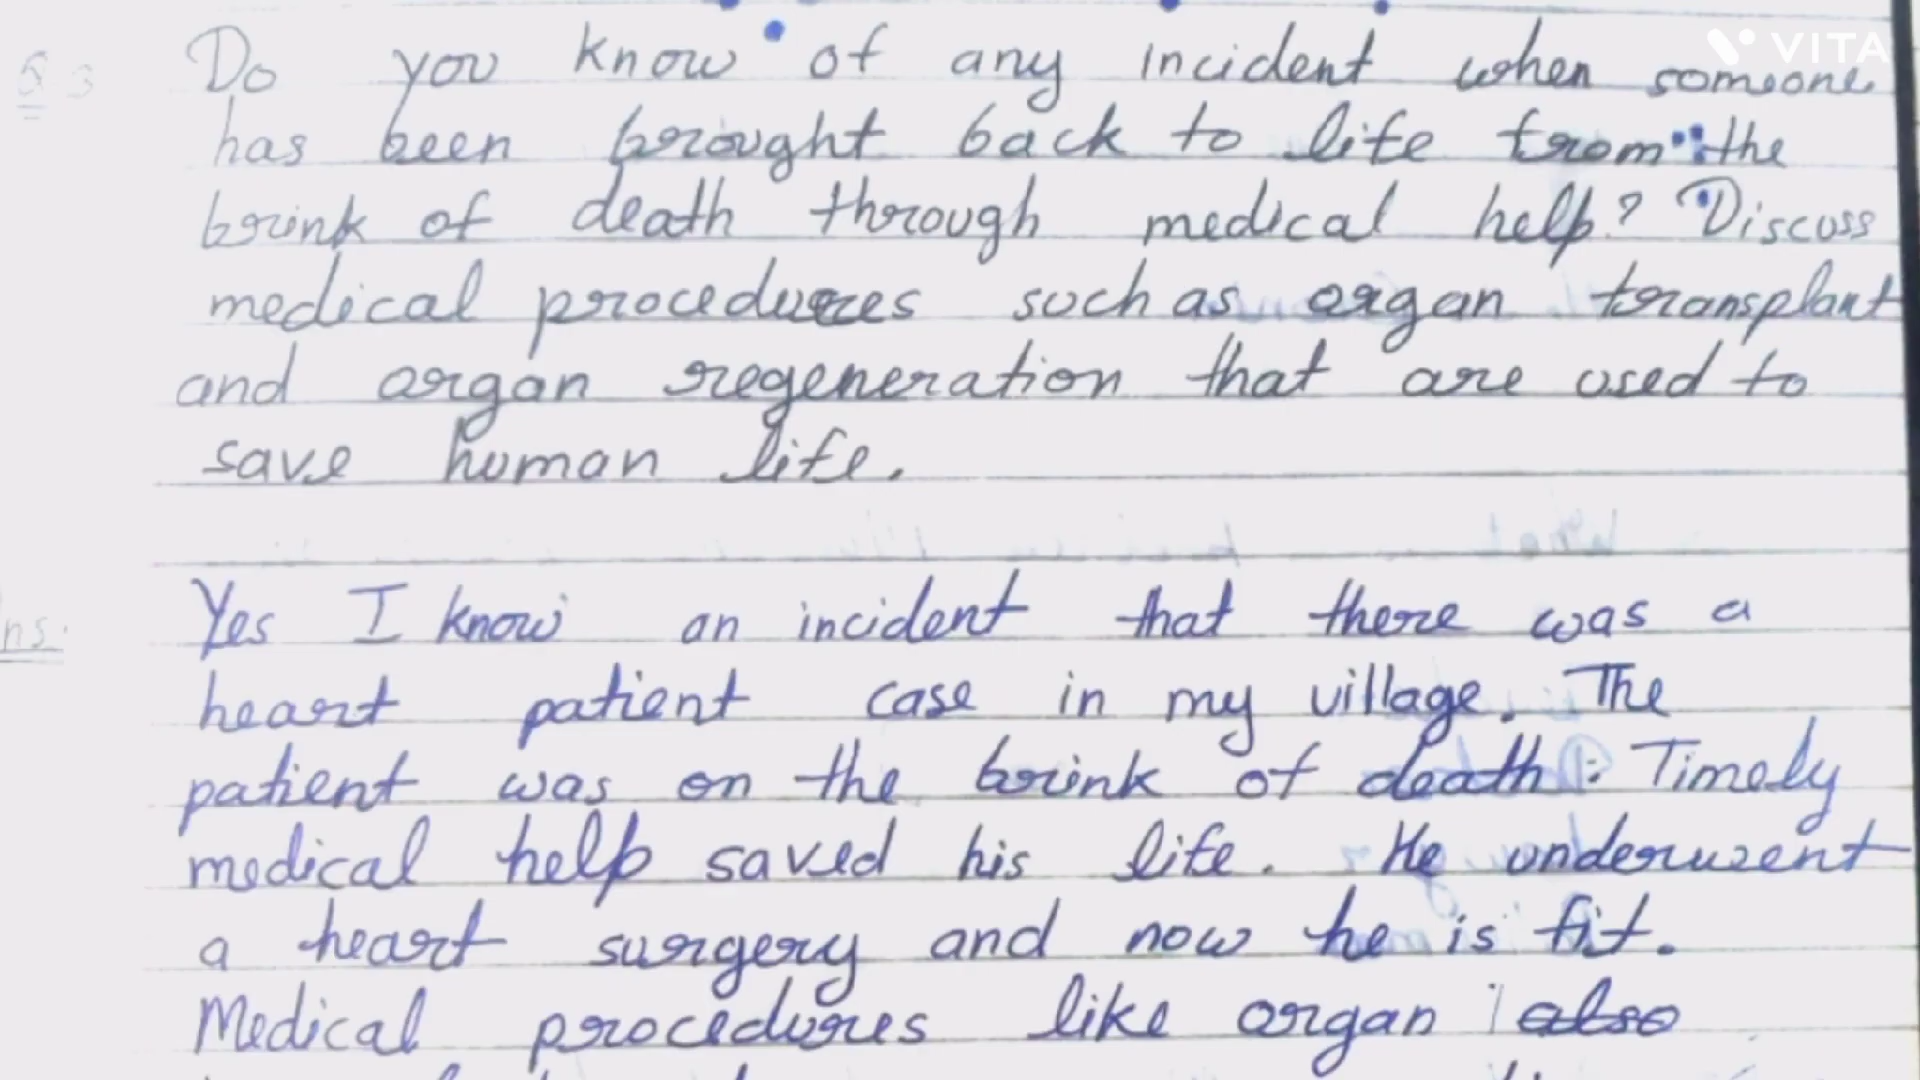 VITA
Q 3 Do you know of any incident when someone
has been brought back to life from the
brink of death through medical help? Discuss
medical procedures such as organ transplant
and organ regeneration that are used to
save human life.
ns: Yes I know an incident that there was a
heart patient case in my village. The
patient was on the brink of death. Timely
medical help saved his life. He underwent
a heart surgery and now he is fit.
Medical procedures like organ also